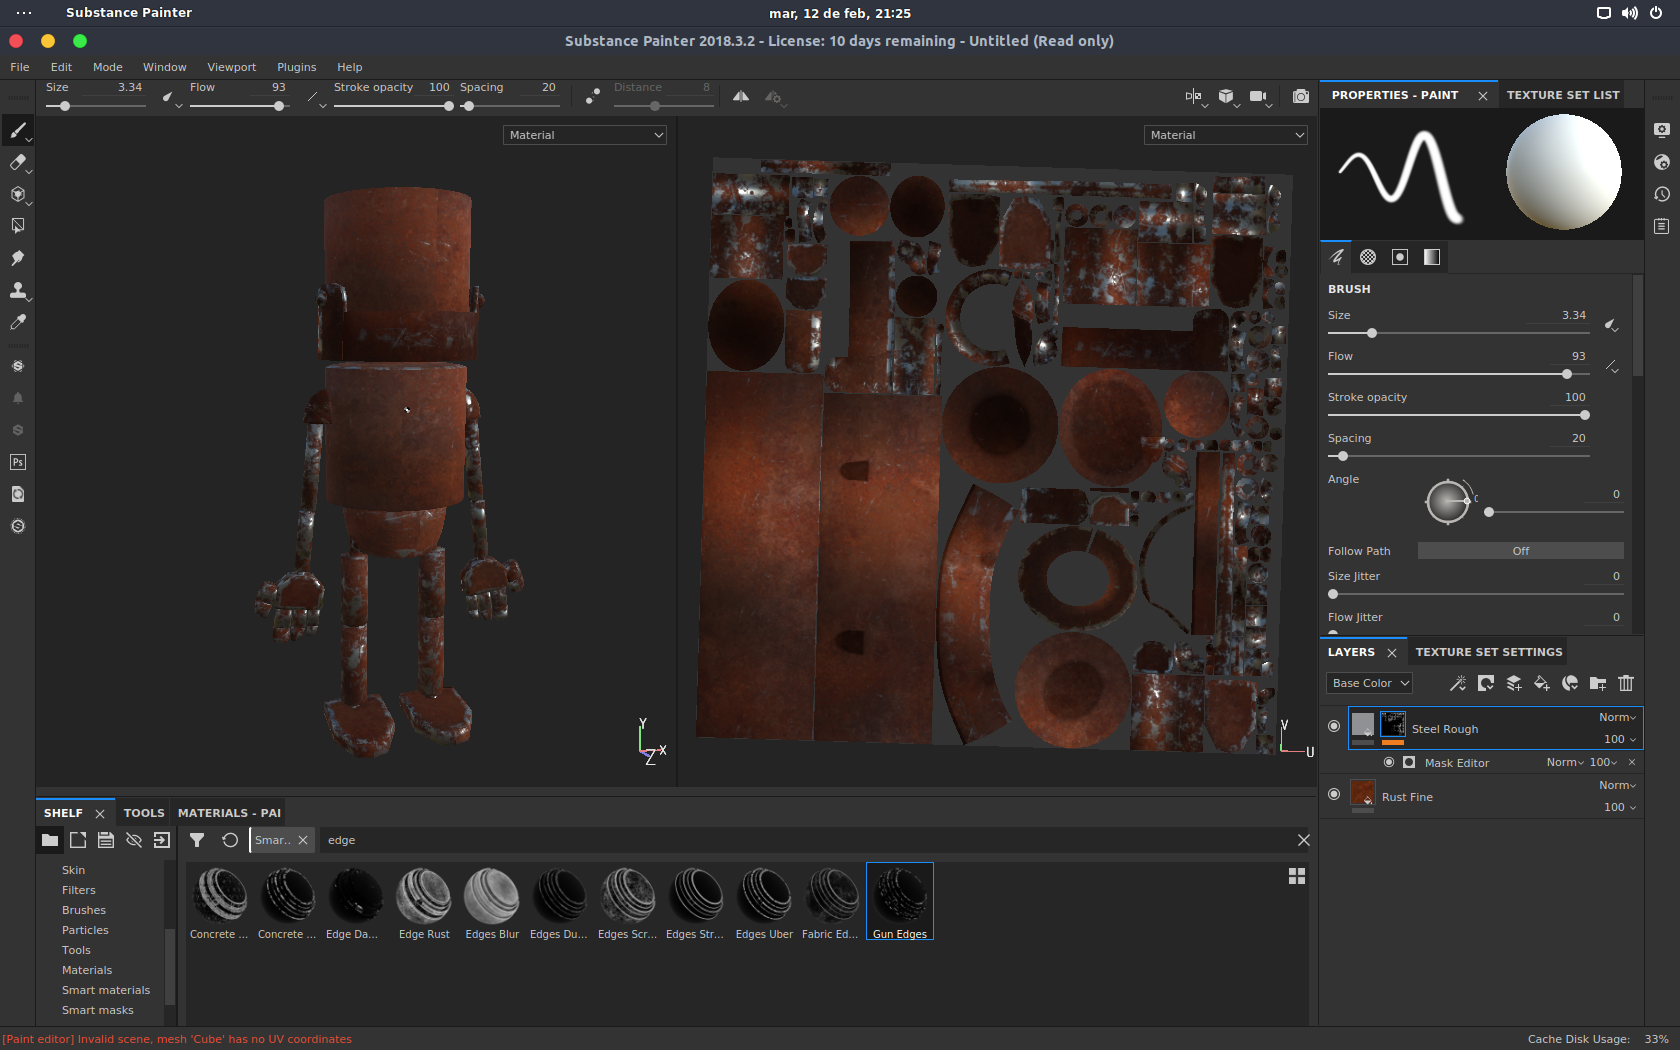 Substance Painter
mar, 12 de feb, 21:25
Substance Painter 2018.3.2 - License: 10 days remaining - Untitled (Read only)
File Edit Mode Window Viewport Plugins Help
Size 3.34 Flow 93 Stroke opacity 100 Spacing 20 Distance 8
Material
Material
Y
X
Z
V
U
PROPERTIES - PAINT TEXTURE SET LIST
BRUSH
Size 3.34
Flow 93
Stroke opacity 100
Spacing 20
Angle
0
0
Follow Path Off
Size Jitter 0
Flow Jitter 0
LAYERS TEXTURE SET SETTINGS
Base Color
Steel Rough Norm
100
Mask Editor Norm 100
Rust Fine Norm
100
Ps
SHELF TOOLS MATERIALS - PAI
Smar.. edge
Skin
Filters
Brushes
Particles
Tools
Materials
Smart materials
Smart masks
Concrete ... Concrete ... Edge Da... Edge Rust Edges Blur Edges Du... Edges Scr... Edges Str... Edges Uber Fabric Ed... Gun Edges
[Paint editor] Invalid scene, mesh 'Cube' has no UV coordinates
Cache Disk Usage: 33%